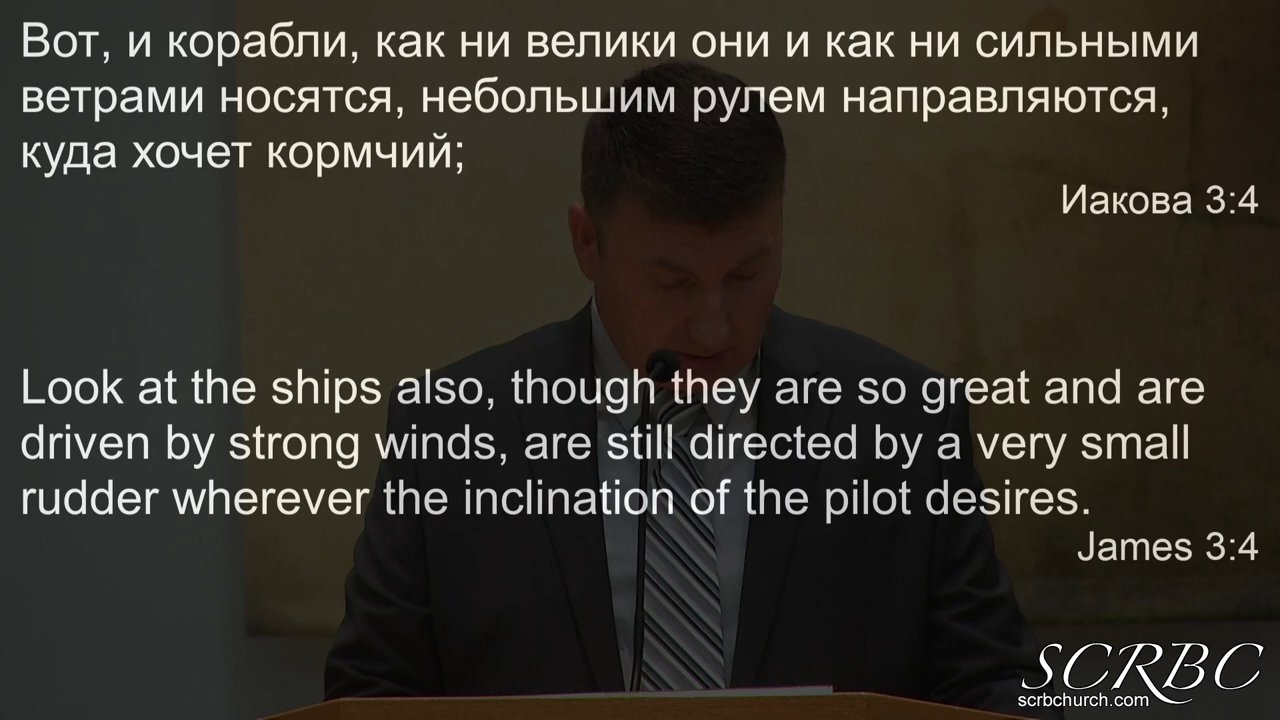 Вот, и корабли, как ни велики они и как ни сильными
ветрами носятся, небольшим рулем направляются,
куда хочет кормчий;
Иакова 3:4
Look at the ships also, though they are so great and are
driven by strong winds, are still directed by a very small
rudder wherever the inclination of the pilot desires.
James 3:4
SCRBC
scrbchurch.com